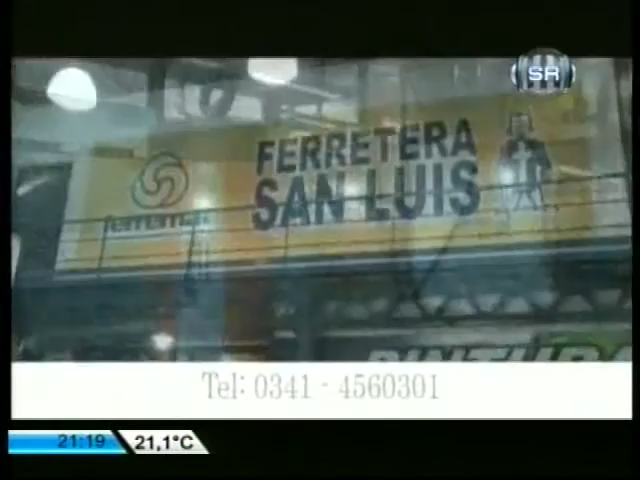 SR
FERRETERA
SAN LUIS
Tel: 0341 - 4560301
21:19
21,1°C